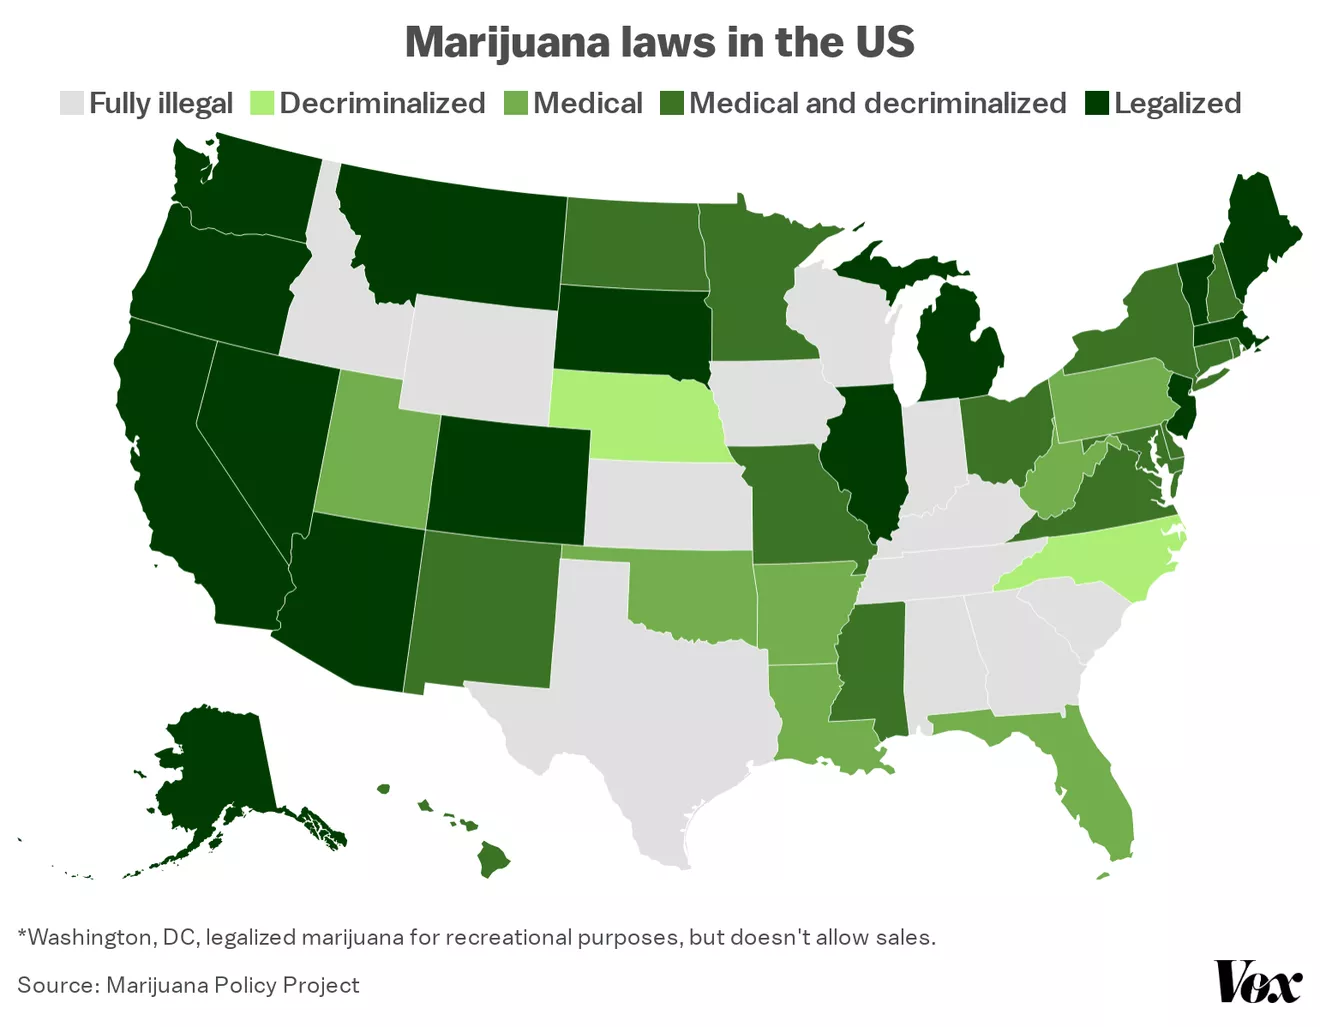 Marijuana laws in the US
Fully illegal Decriminalized Medical Medical and decriminalized Legalized
*Washington, DC, legalized marijuana for recreational purposes, but doesn't allow sales.
Source: Marijuana Policy Project
Vox